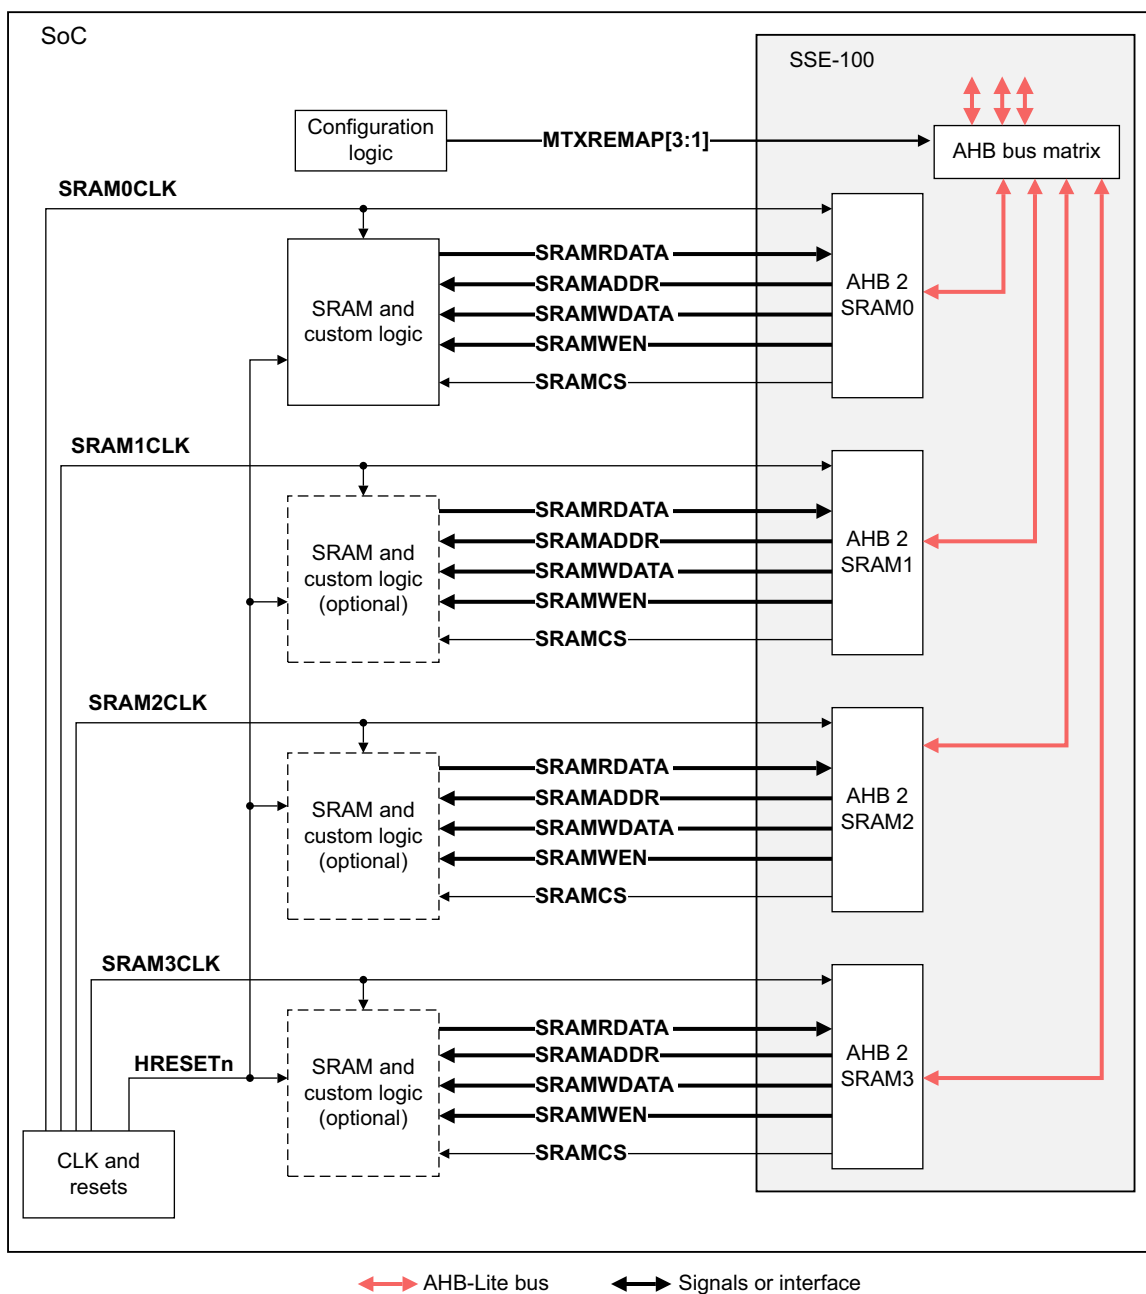 SoC
SSE-100
Configuration
logic
MTXREMAP[3:1]
AHB bus matrix
SRAM0CLK
SRAM and
custom logic
SRAMRDATA
SRAMADDR
SRAMWDATA
SRAMWEN
SRAMCS
AHB 2
SRAM0
SRAM1CLK
SRAM and
custom logic
(optional)
SRAMRDATA
SRAMADDR
SRAMWDATA
SRAMWEN
SRAMCS
AHB 2
SRAM1
SRAM2CLK
SRAM and
custom logic
(optional)
SRAMRDATA
SRAMADDR
SRAMWDATA
SRAMWEN
SRAMCS
AHB 2
SRAM2
SRAM3CLK
HRESETn
SRAM and
custom logic
(optional)
SRAMRDATA
SRAMADDR
SRAMWDATA
SRAMWEN
SRAMCS
AHB 2
SRAM3
CLK and
resets
AHB-Lite bus
Signals or interface